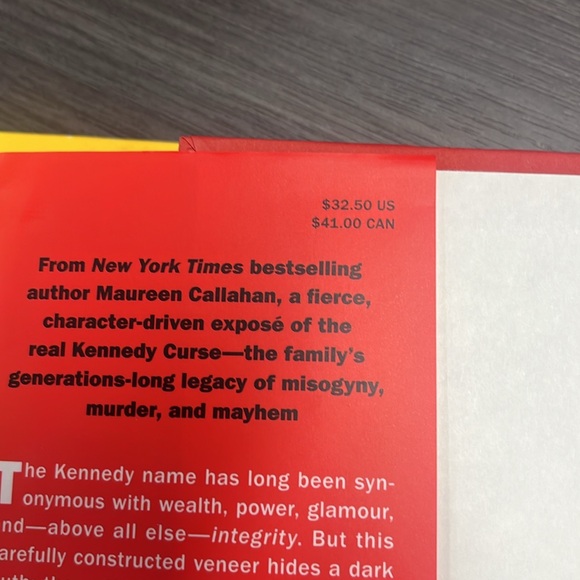 $32.50 US
$41.00 CAN
From New York Times bestselling
author Maureen Callahan, a fierce,
character-driven exposé of the
real Kennedy Curse—the family's
generations-long legacy of misogyny,
murder, and mayhem
The Kennedy name has long been syn-
onymous with wealth, power, glamour,
nd—above all else—integrity. But this
arefully constructed veneer hides a dark